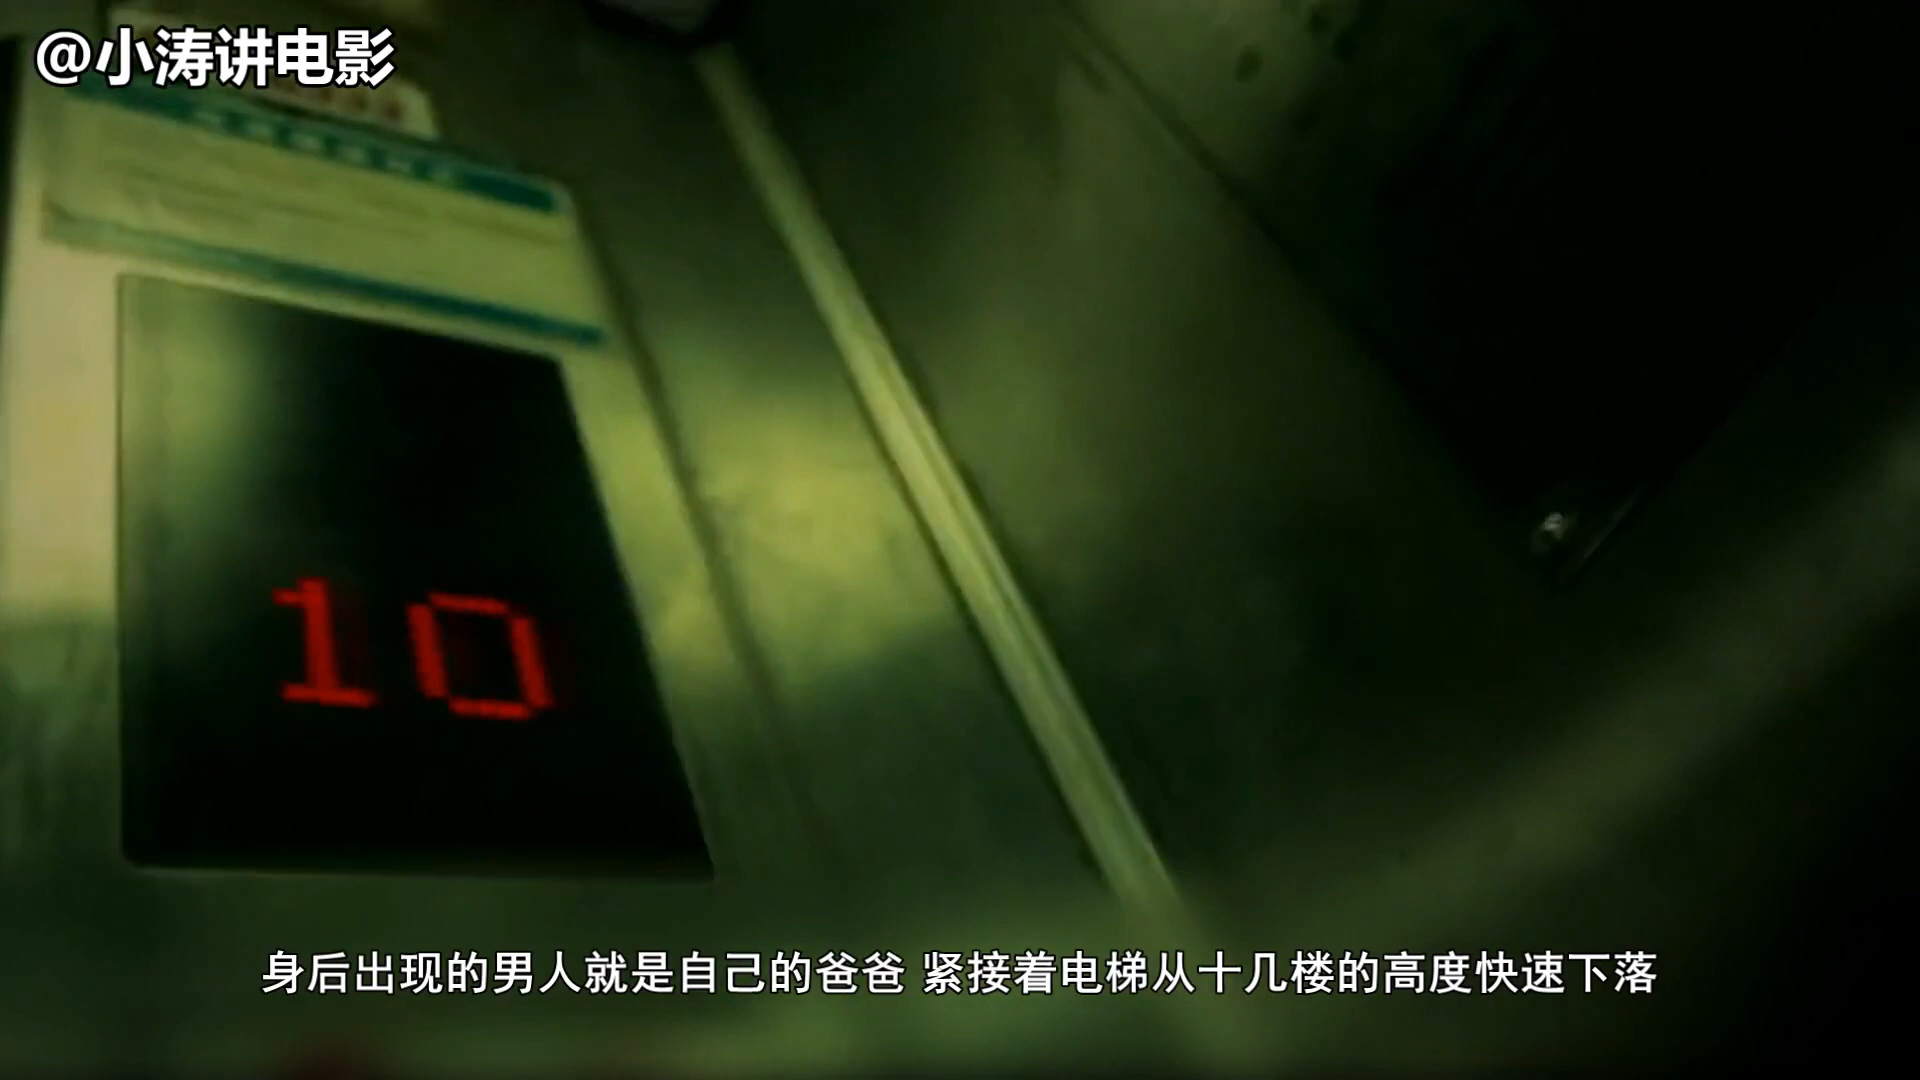 @小涛讲电影
10
身后出现的男人就是自己的爸爸 紧接着电梯从十几楼的高度快速下落